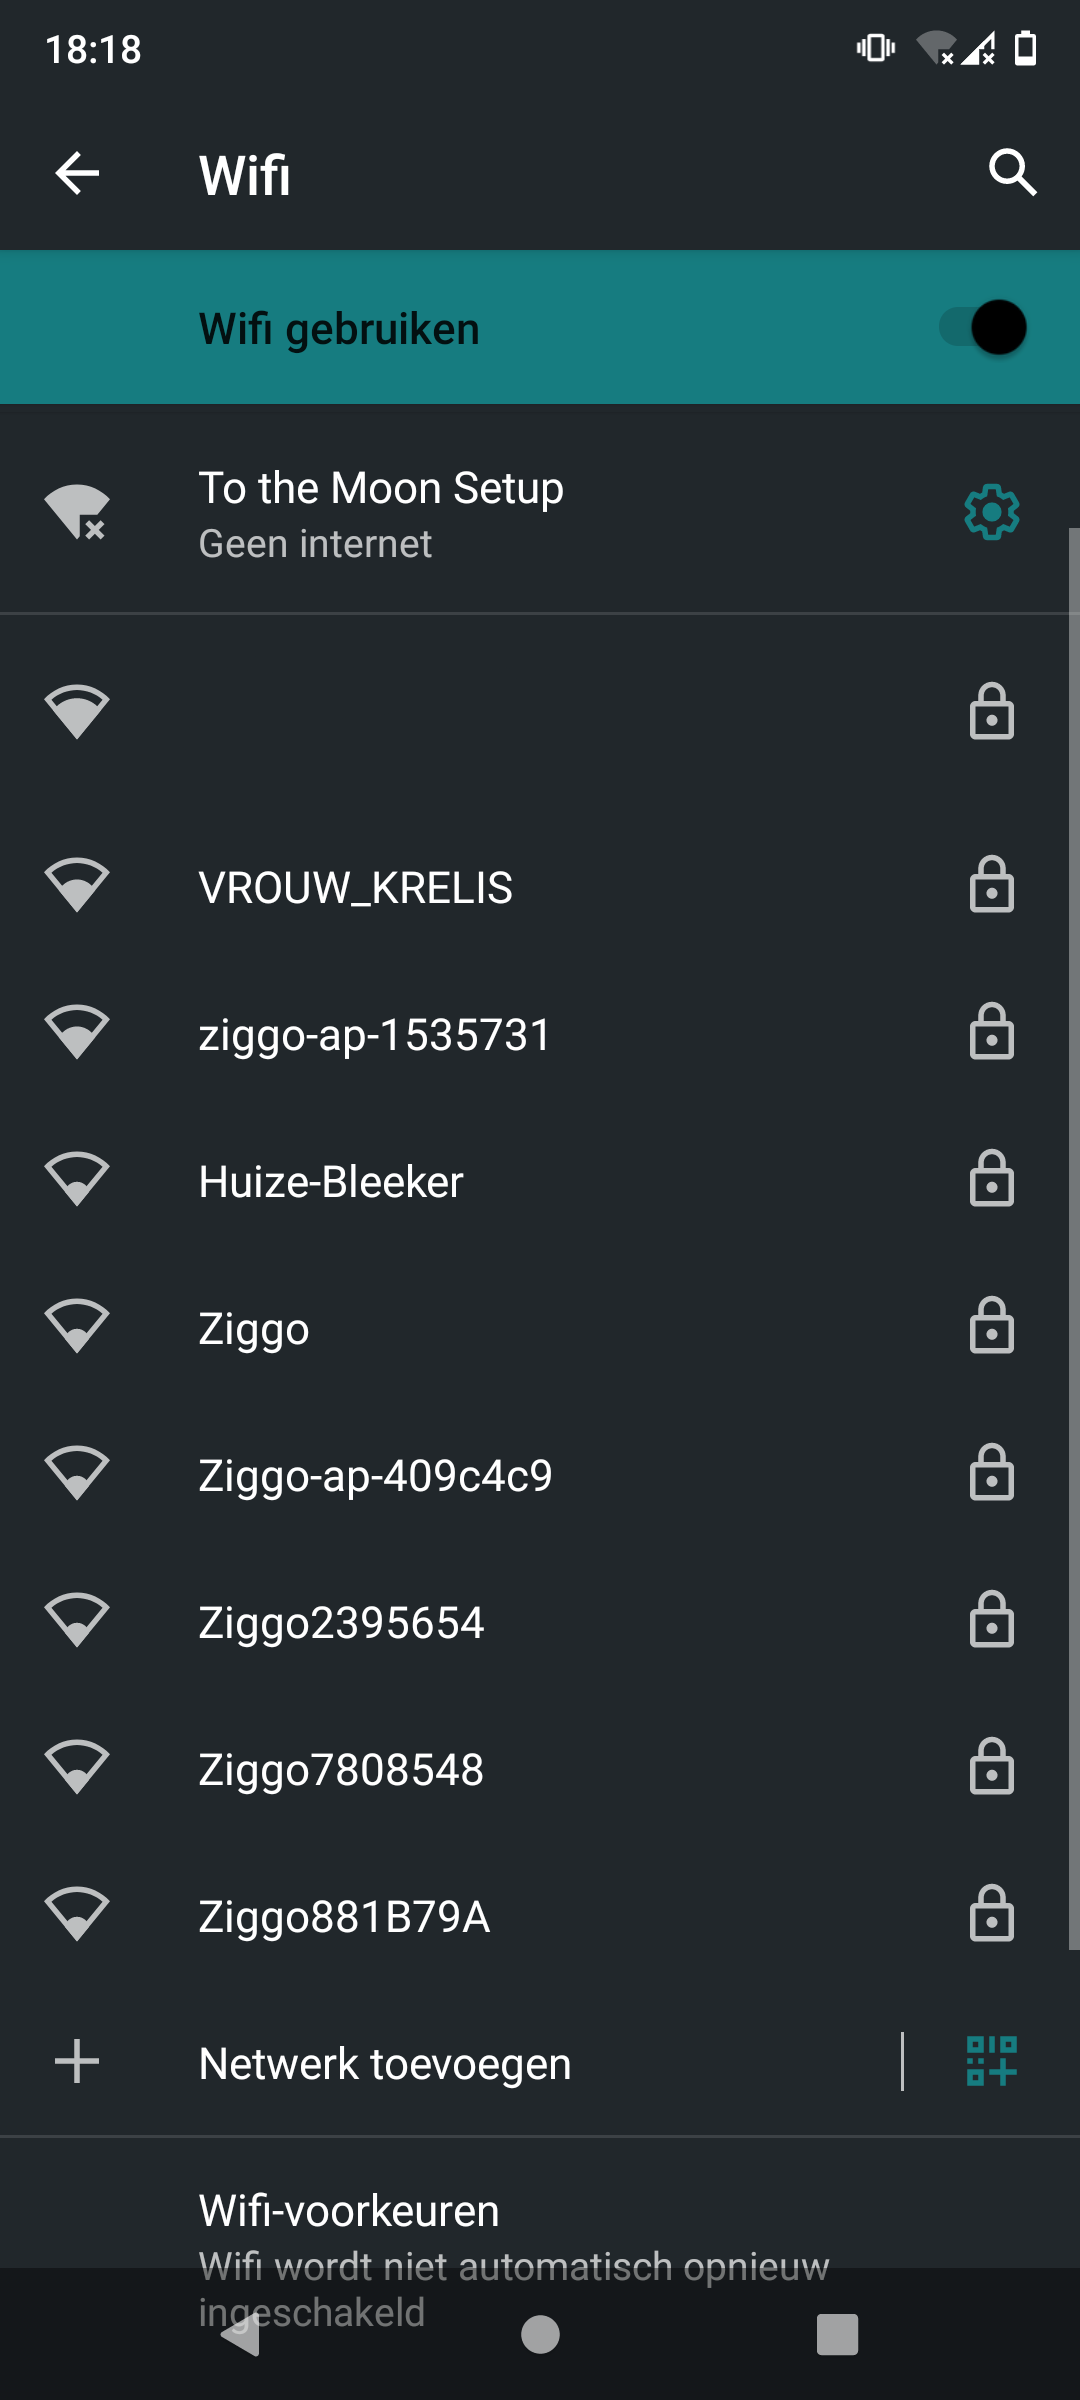 18:18
Wifi
Wifi gebruiken
To the Moon Setup
Geen internet
VROUW_KRELIS
ziggo-ap-1535731
Huize-Bleeker
Ziggo
Ziggo-ap-409c4c9
Ziggo2395654
Ziggo7808548
Ziggo881B79A
Netwerk toevoegen
Wifi-voorkeuren
Wifi wordt niet automatisch opnieuw
ingeschakeld